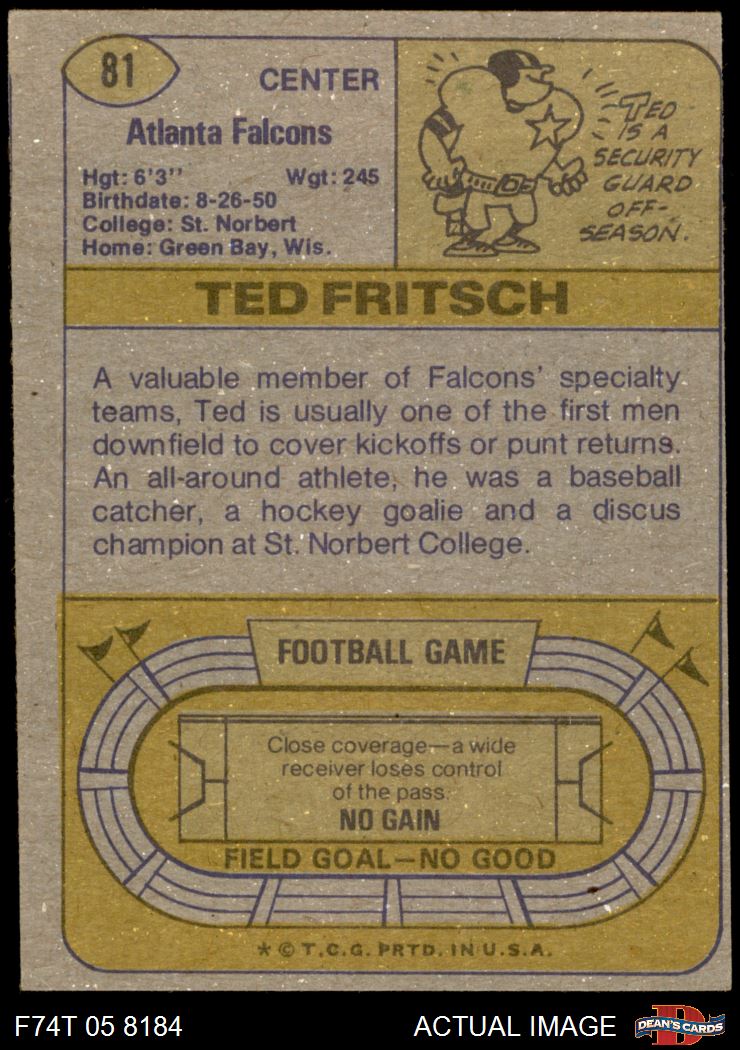 81
CENTER
Atlanta Falcons
Hgt: 6'3'' Wgt: 245
Birthdate: 8-26-50
College: St. Norbert
Home: Green Bay, Wis.
TED
IS A
SECURITY
GUARD
OFF-
SEASON.
TED FRITSCH
A valuable member of Falcons' specialty
teams, Ted is usually one of the first men
downfield to cover kickoffs or punt returns.
An all-around athlete, he was a baseball
catcher, a hockey goalie and a discus
champion at St. Norbert College.
FOOTBALL GAME
Close coverage—a wide
receiver loses control
of the pass.
NO GAIN
FIELD GOAL—NO GOOD
* © T.C.G. PRTD. IN U.S.A.
F74T 05 8184
ACTUAL IMAGE
D
DEAN'S CARDS